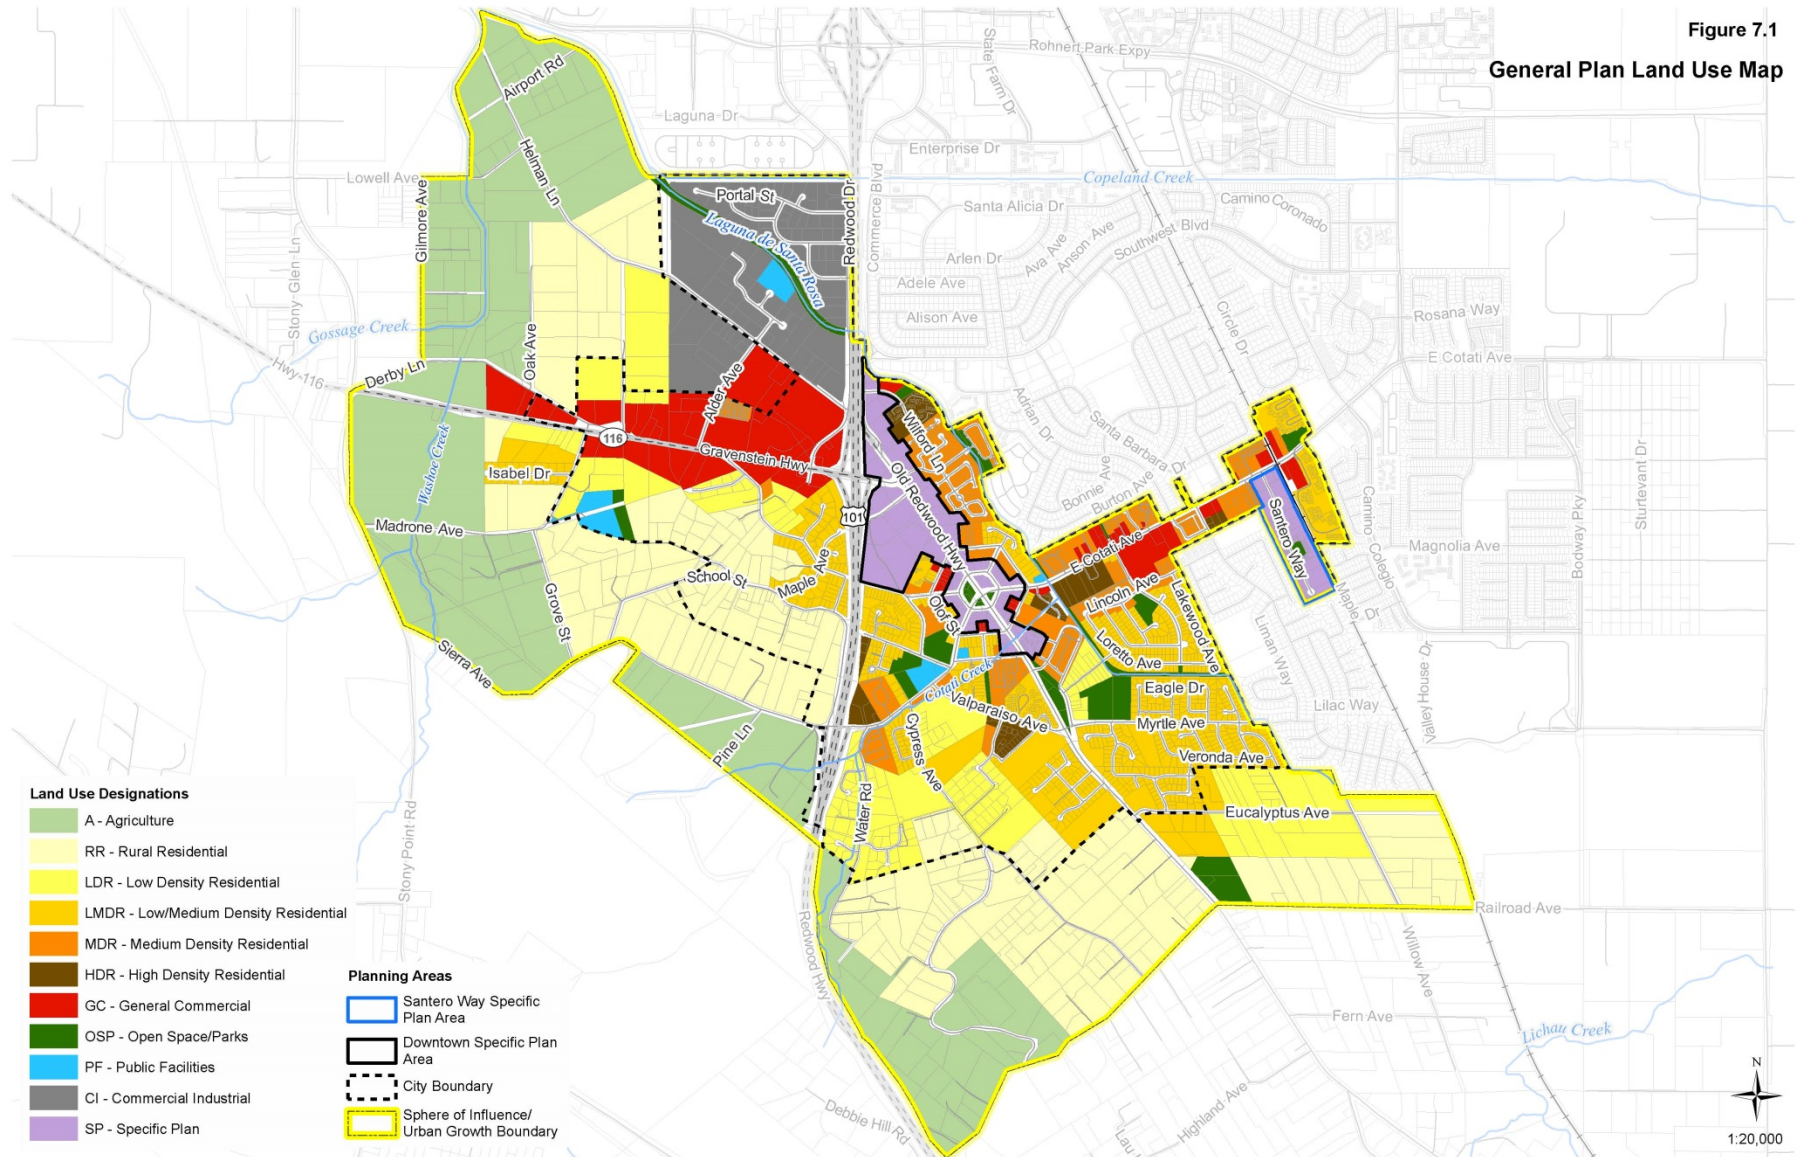 Figure 7.1
General Plan Land Use Map
Rohnert Park Expy
State Farm Dr
Airport Rd
Laguna Dr
Enterprise Dr
Helman Ln
Lowell Ave
Gilmore Ave
Copeland Creek
Portal St
Redwood Dr
Commerce Blvd
Santa Alicia Dr
Camino Coronado
Laguna de Santa Rosa
Southwest Blvd
Ava Ave
Anson Ave
Arlen Dr
Stony Glen Ln
Adele Ave
Alison Ave
Circle Dr
Rosana Way
Gossage Creek
Oak Ave
E Cotati Ave
Hwy 116
Derby Ln
Alder Ave
Adrian Dr
Wilford Ln
Santa Barbara Dr
116
Gravenstein Hwy
Washoe Creek
Isabel Dr
Old Redwood Hwy
Bonnie Ave
Burton Ave
Camino Colegio
Bodway Pky
Sturtevant Dr
101
Madrone Ave
Santero Way
E Cotati Ave
Magnolia Ave
School St
Maple Ave
Grove St
Olof St
Lincoln Ave
Lakewood Ave
Maple Dr
Liman Way
Loretto Ave
Sierra Ave
Cotati Creek
Eagle Dr
Valley House Dr
Lilac Way
Valparaiso Ave
Myrtle Ave
Pine Ln
Cypress Ave
Veronda Ave
Water Rd
Eucalyptus Ave
Stony Point Rd
Railroad Ave
Redwood Hwy
Willow Ave
Fern Ave
Lichau Creek
Debbie Hill Rd
Lau
Highland Ave
Land Use Designations
A - Agriculture
RR - Rural Residential
LDR - Low Density Residential
LMDR - Low/Medium Density Residential
MDR - Medium Density Residential
HDR - High Density Residential
GC - General Commercial
OSP - Open Space/Parks
PF - Public Facilities
CI - Commercial Industrial
SP - Specific Plan
Planning Areas
Santero Way Specific
Plan Area
Downtown Specific Plan
Area
City Boundary
Sphere of Influence/
Urban Growth Boundary
N
1:20,000